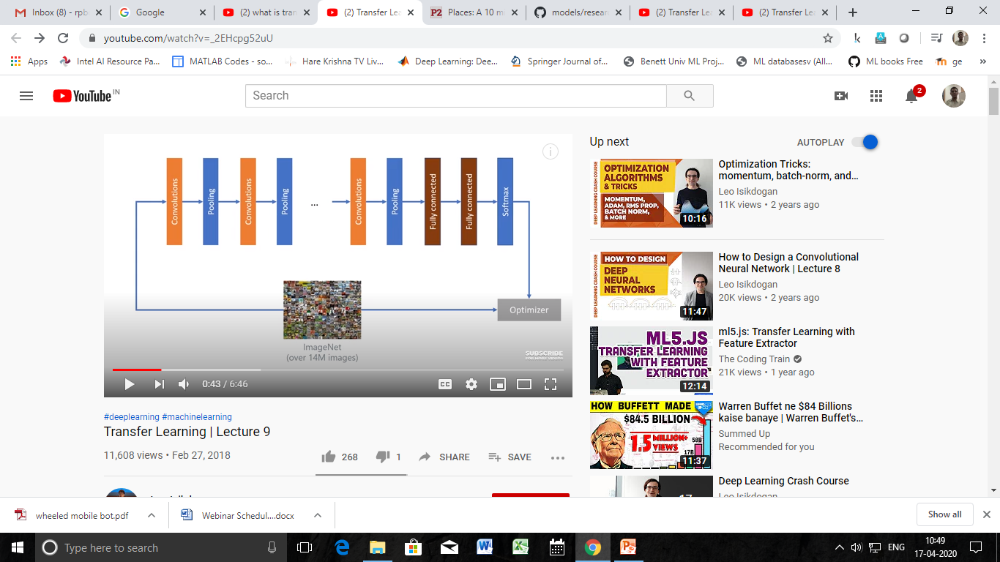 Inbox (8) - rpb
Google
(2) what is tran
(2) Transfer Lea
Places: A 10 mi
models/resear
(2) Transfer Le
(2) Transfer Lea
youtube.com/watch?v=_2EHcpg52uU
Apps
Intel AI Resource Pa...
MATLAB Codes - so...
Hare Krishna TV Liv...
Deep Learning: Dee...
Springer Journal of...
Benett Univ ML Proj...
ML databasesv (All...
ML books Free
ge
»
YouTube IN
Search
2
Convolutions
Pooling
Convolutions
Pooling
...
Convolutions
Pooling
Fully connected
Fully connected
Softmax
Optimizer
ImageNet
(over 14M images)
SUBSCRIBE
FOR MORE VIDEOS
0:43 / 6:46
CC
#deeplearning #machinelearning
Transfer Learning | Lecture 9
11,608 views • Feb 27, 2018
268
1
SHARE
SAVE
Up next
AUTOPLAY
DEEP LEARNING CRASH COURSE
OPTIMIZATION
ALGORITHMS
& TRICKS
MOMENTUM,
ADAM, RMS PROP,
BATCH NORM,
& MORE
10:16
Optimization Tricks:
momentum, batch-norm, and...
Leo Isikdogan
11K views • 2 years ago
DEEP LEARNING CRASH COURSE
HOW TO DESIGN
DEEP
NEURAL
NETWORKS
11:47
How to Design a Convolutional
Neural Network | Lecture 8
Leo Isikdogan
20K views • 2 years ago
ML5.JS
TRANSFER LEARNING
WITH FEATURE
EXTRACTOR
12:14
ml5.js: Transfer Learning with
Feature Extractor
The Coding Train
21K views • 1 year ago
HOW BUFFETT MADE
$84.5 BILLION
1.5 MILLION+
VIEWS
58B
17B
11:37
Warren Buffet ne $84 Billions
kaise banaye | Warren Buffet's...
Summed Up
Recommended for you
Deep Learning Crash Course
Leo Isikdogan
wheeled mobile bot.pdf
Webinar Schedul....docx
Show all
Type here to search
ENG
10:49
17-04-2020